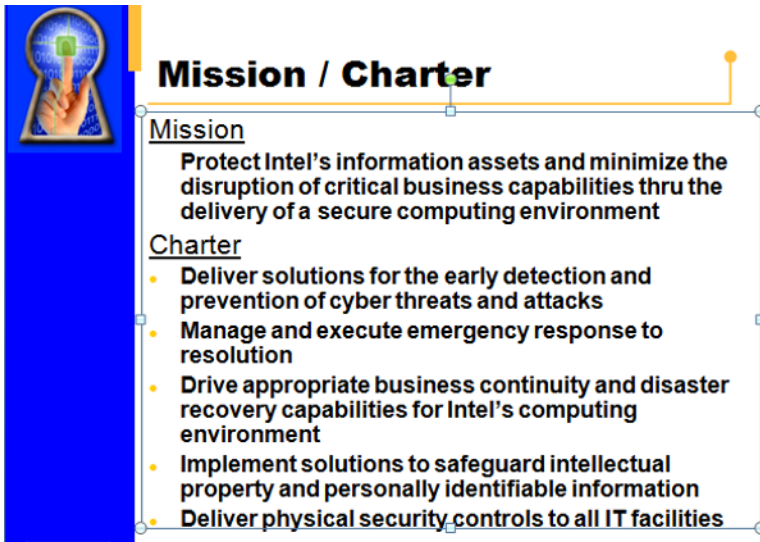 Mission / Charter
Mission
Protect Intel's information assets and minimize the
disruption of critical business capabilities thru the
delivery of a secure computing environment
Charter
• Deliver solutions for the early detection and
prevention of cyber threats and attacks
• Manage and execute emergency response to
resolution
• Drive appropriate business continuity and disaster
recovery capabilities for Intel's computing
environment
• Implement solutions to safeguard intellectual
property and personally identifiable information
• Deliver physical security controls to all IT facilities